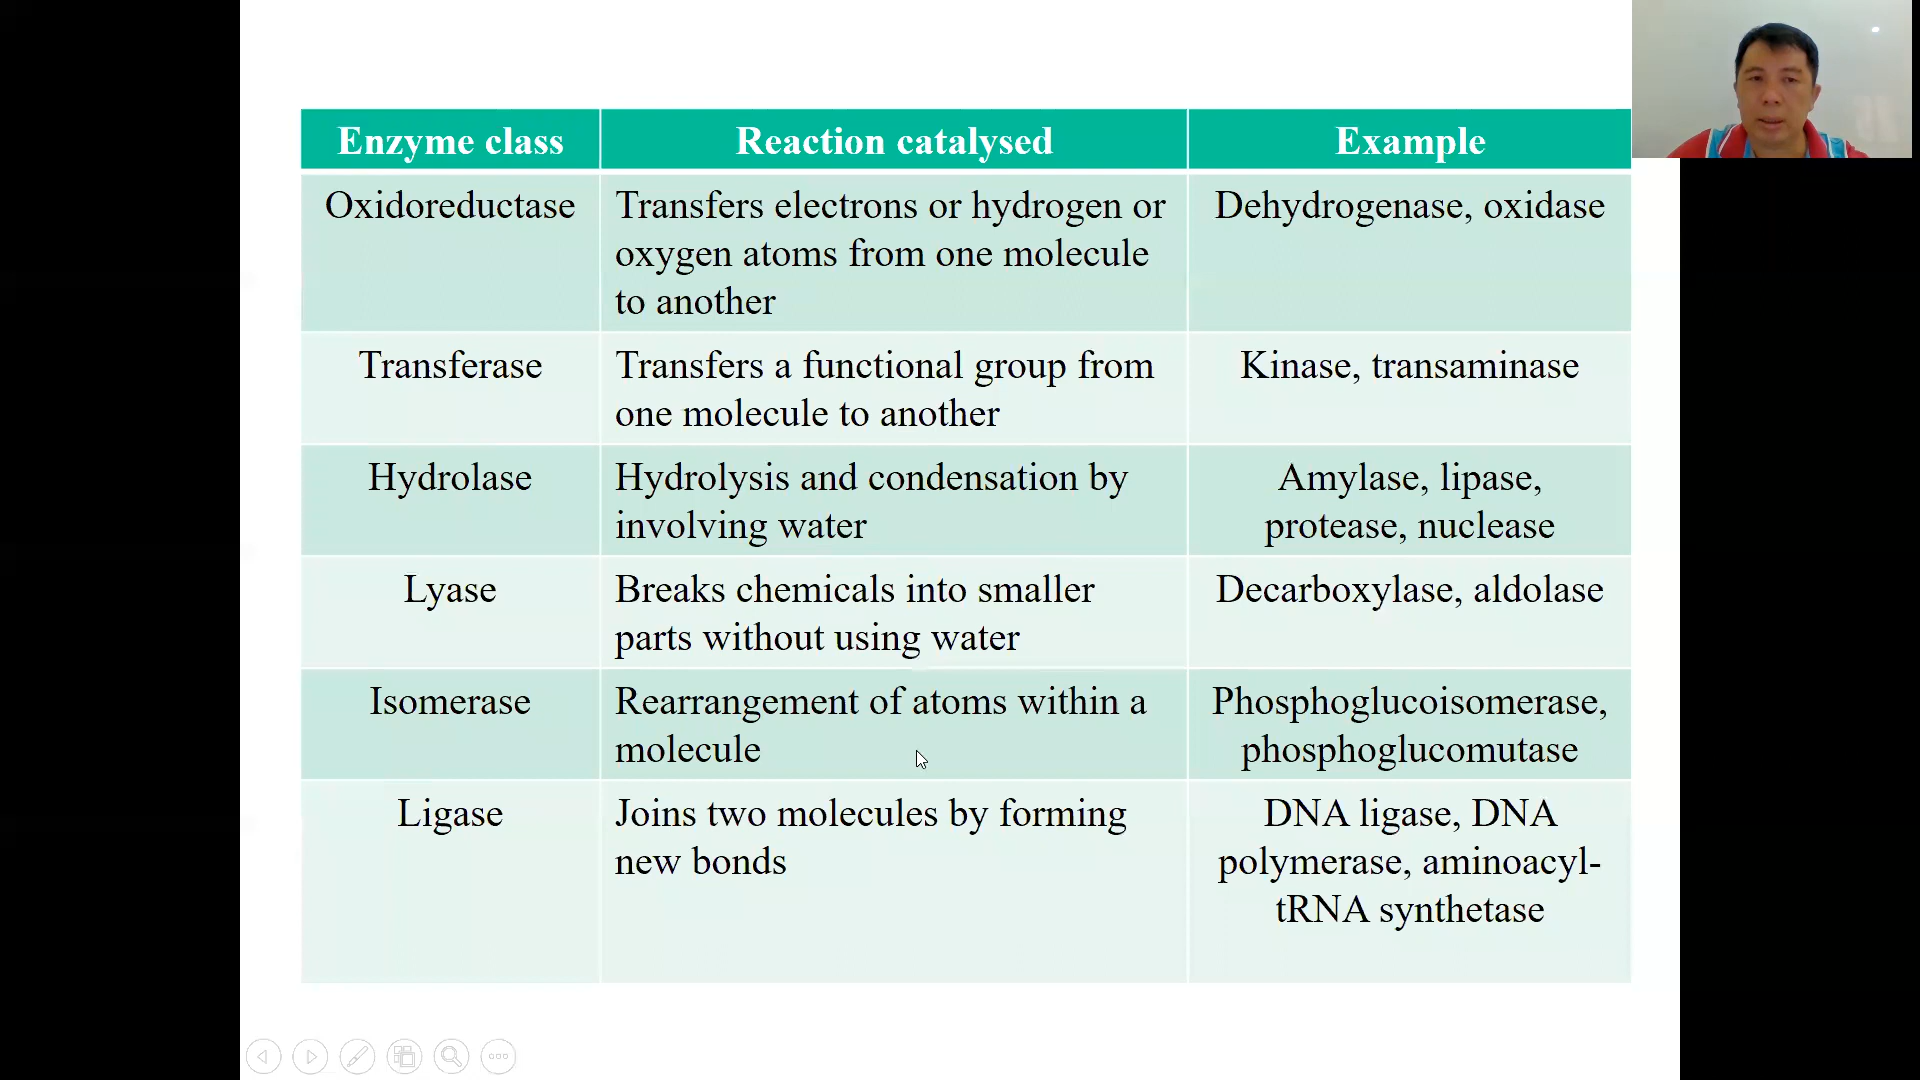 Enzyme class Reaction catalysed Example
Oxidoreductase Transfers electrons or hydrogen or Dehydrogenase, oxidase
oxygen atoms from one molecule
to another
Transferase Transfers a functional group from Kinase, transaminase
one molecule to another
Hydrolase Hydrolysis and condensation by Amylase, lipase,
involving water protease, nuclease
Lyase Breaks chemicals into smaller Decarboxylase, aldolase
parts without using water
Isomerase Rearrangement of atoms within a Phosphoglucoisomerase,
molecule phosphoglucomutase
Ligase Joins two molecules by forming DNA ligase, DNA
new bonds polymerase, aminoacyl-
tRNA synthetase